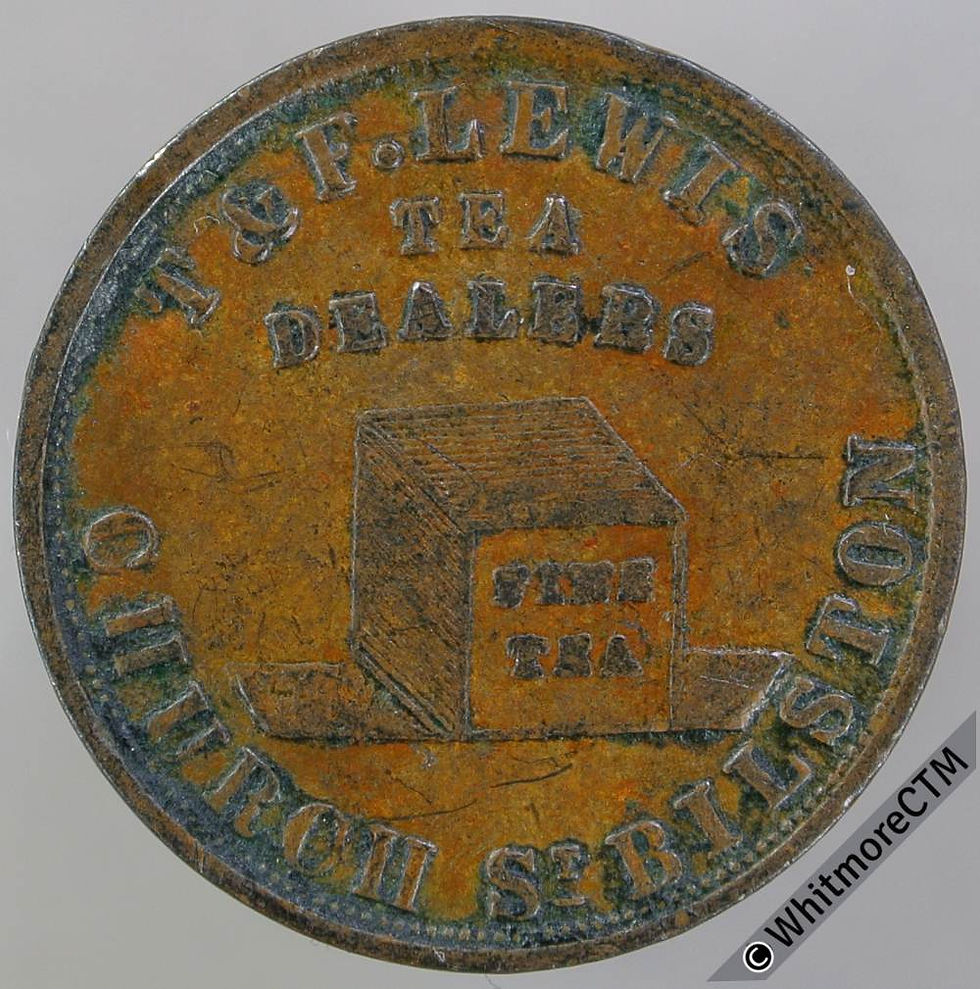 T & F. LEWIS
TEA
DEALERS
FINE
TEA
CHURCH ST BILSTON
© WhitmoreCTM